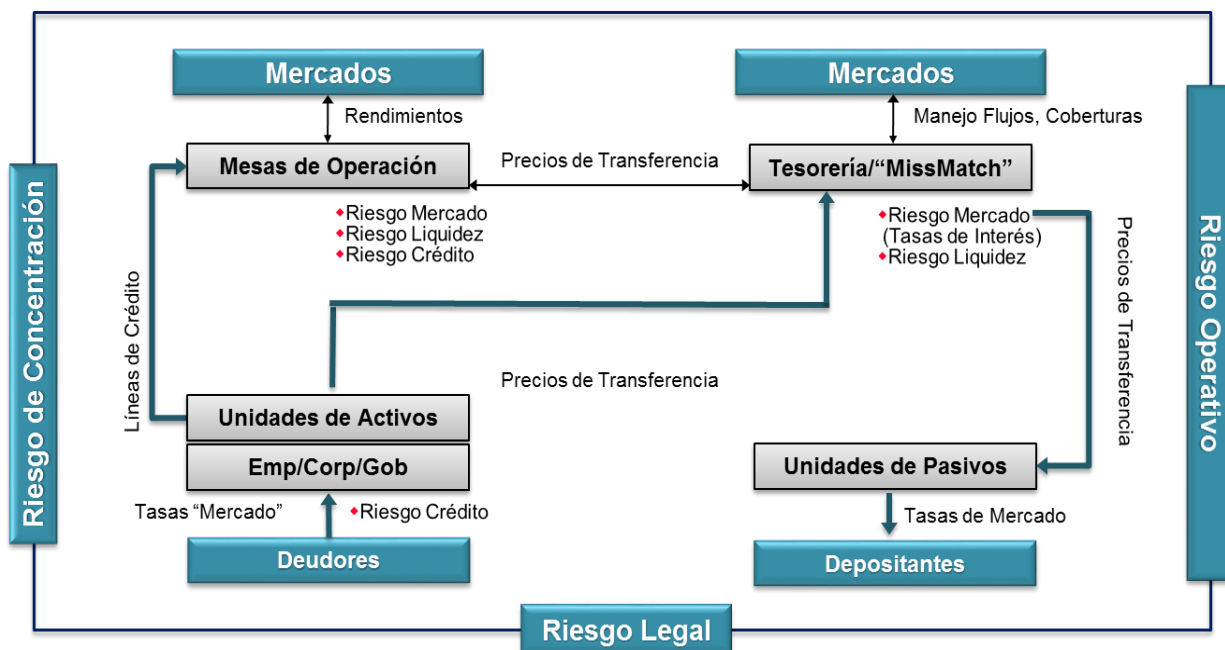 Mercados
Mercados
Rendimientos
Manejo Flujos, Coberturas
Mesas de Operación
Precios de Transferencia
Tesorería/“MissMatch”
Riesgo Mercado
Riesgo Liquidez
Riesgo Crédito
Riesgo Mercado
(Tasas de Interés)
Riesgo Liquidez
Riesgo de Concentración
Líneas de Crédito
Precios de Transferencia
Riesgo Operativo
Precios de Transferencia
Unidades de Activos
Emp/Corp/Gob
Unidades de Pasivos
Tasas “Mercado”
Riesgo Crédito
Tasas de Mercado
Deudores
Depositantes
Riesgo Legal